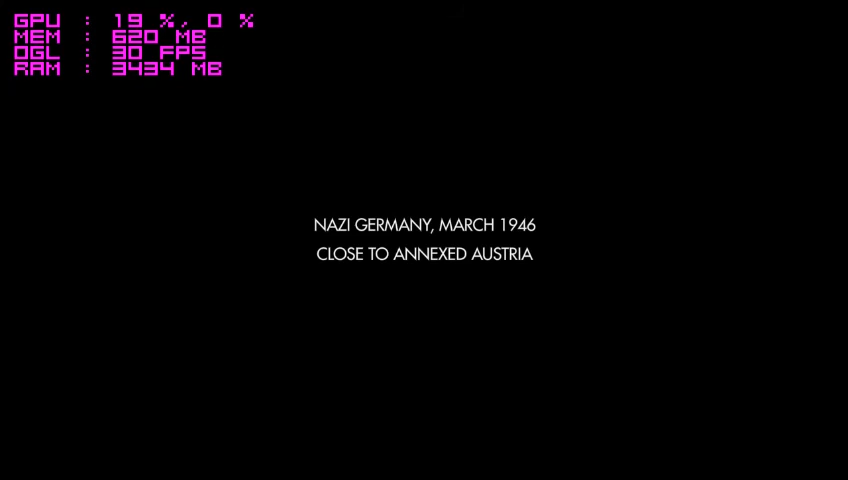 GPU : 19 %, 0 %
MEM : 620 MB
OGL : 30 FPS
RAM : 3434 MB
NAZI GERMANY, MARCH 1946
CLOSE TO ANNEXED AUSTRIA